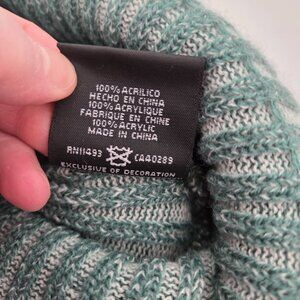 100% ACRILICO
HECHO EN CHINA
100% ACRYLIQUE
FABRIQUE EN CHINE
100% ACRYLIC
MADE IN CHINA
RN11493 CA40289
EXCLUSIVE OF DECORATION